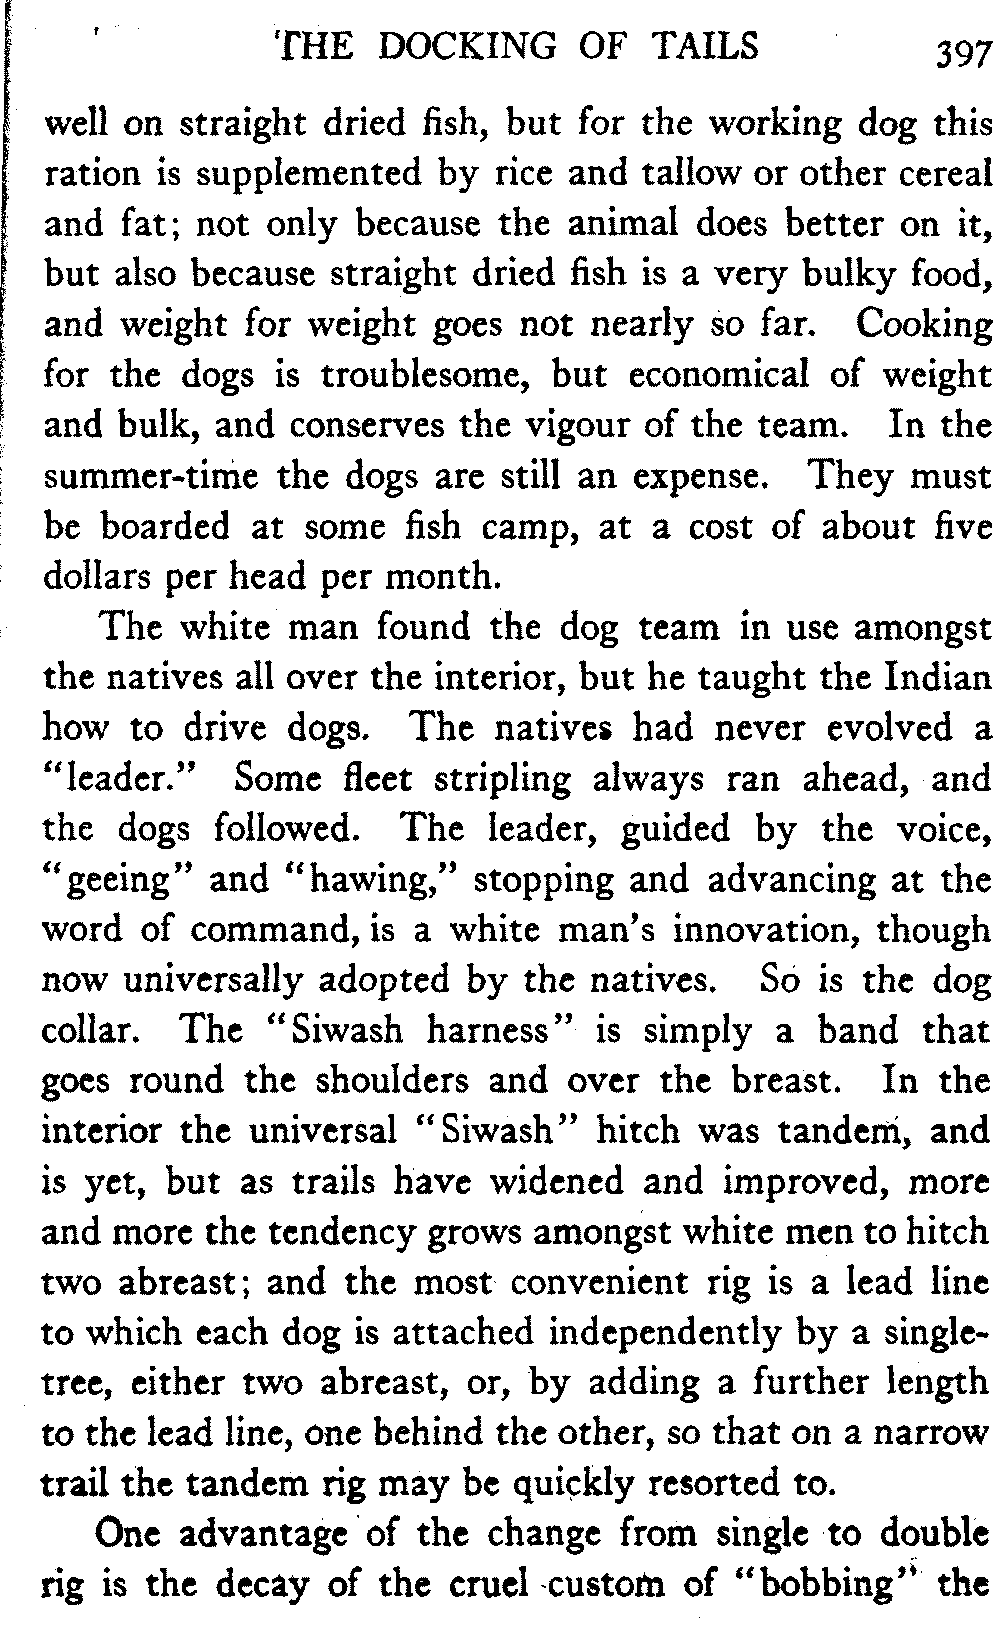 THE DOCKING OF TAILS 397
well on straight dried fish, but for the working dog this
ration is supplemented by rice and tallow or other cereal
and fat; not only because the animal does better on it,
but also because straight dried fish is a very bulky food,
and weight for weight goes not nearly so far. Cooking
for the dogs is troublesome, but economical of weight
and bulk, and conserves the vigour of the team. In the
summer-time the dogs are still an expense. They must
be boarded at some fish camp, at a cost of about five
dollars per head per month.
The white man found the dog team in use amongst
the natives all over the interior, but he taught the Indian
how to drive dogs. The natives had never evolved a
"leader." Some fleet stripling always ran ahead, and
the dogs followed. The leader, guided by the voice,
"geeing" and "hawing," stopping and advancing at the
word of command, is a white man's innovation, though
now universally adopted by the natives. So is the dog
collar. The "Siwash harness" is simply a band that
goes round the shoulders and over the breast. In the
interior the universal "Siwash" hitch was tandem, and
is yet, but as trails have widened and improved, more
and more the tendency grows amongst white men to hitch
two abreast; and the most convenient rig is a lead line
to which each dog is attached independently by a single-
tree, either two abreast, or, by adding a further length
to the lead line, one behind the other, so that on a narrow
trail the tandem rig may be quickly resorted to.
One advantage of the change from single to double
rig is the decay of the cruel custom of "bobbing" the